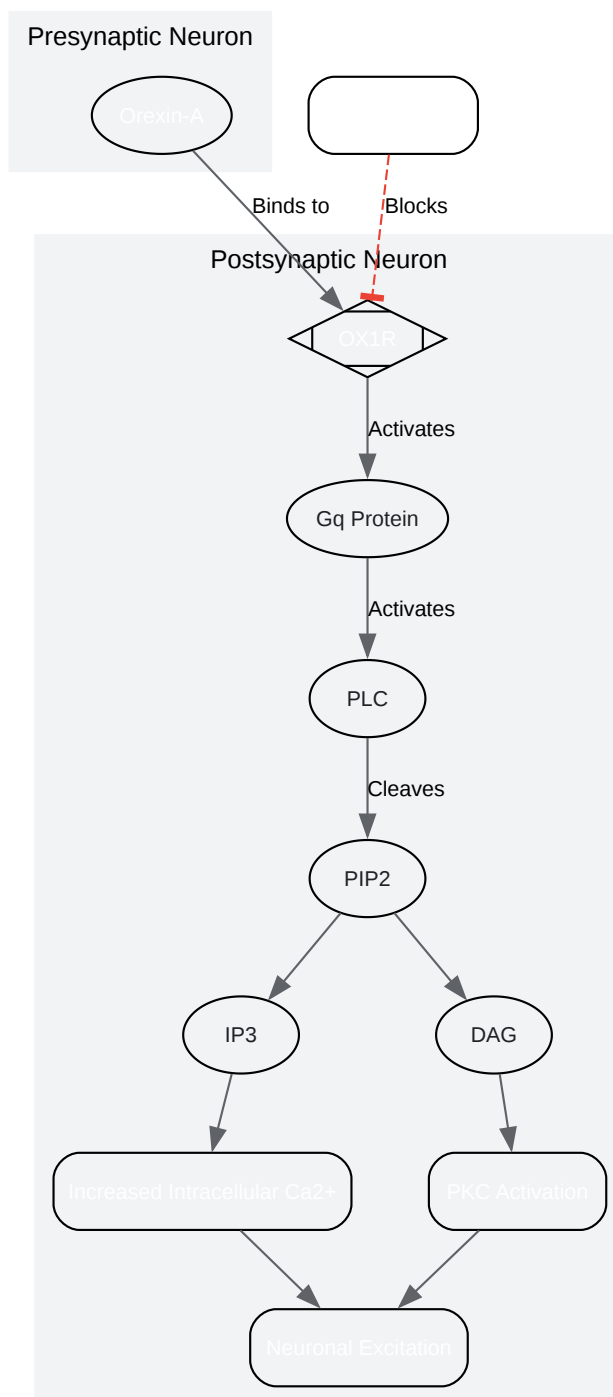 Presynaptic Neuron
Orexin-A
Binds to
Blocks
Postsynaptic Neuron
OX1R
Activates
Gq Protein
Activates
PLC
Cleaves
PIP2
IP3
DAG
Increased Intracellular Ca2+
PKC Activation
Neuronal Excitation